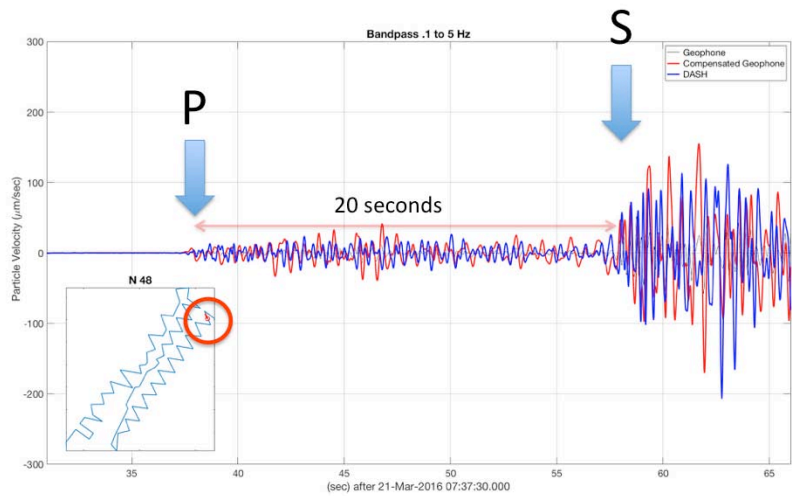 Bandpass .1 to 5 Hz
S
P
Geophone
Compensated Geophone
DASH
20 seconds
N 48
Particle Velocity (μm/sec)
300
200
100
0
-100
-200
-300
35
40
45
50
55
60
65
(sec) after 21-Mar-2016 07:37:30.000